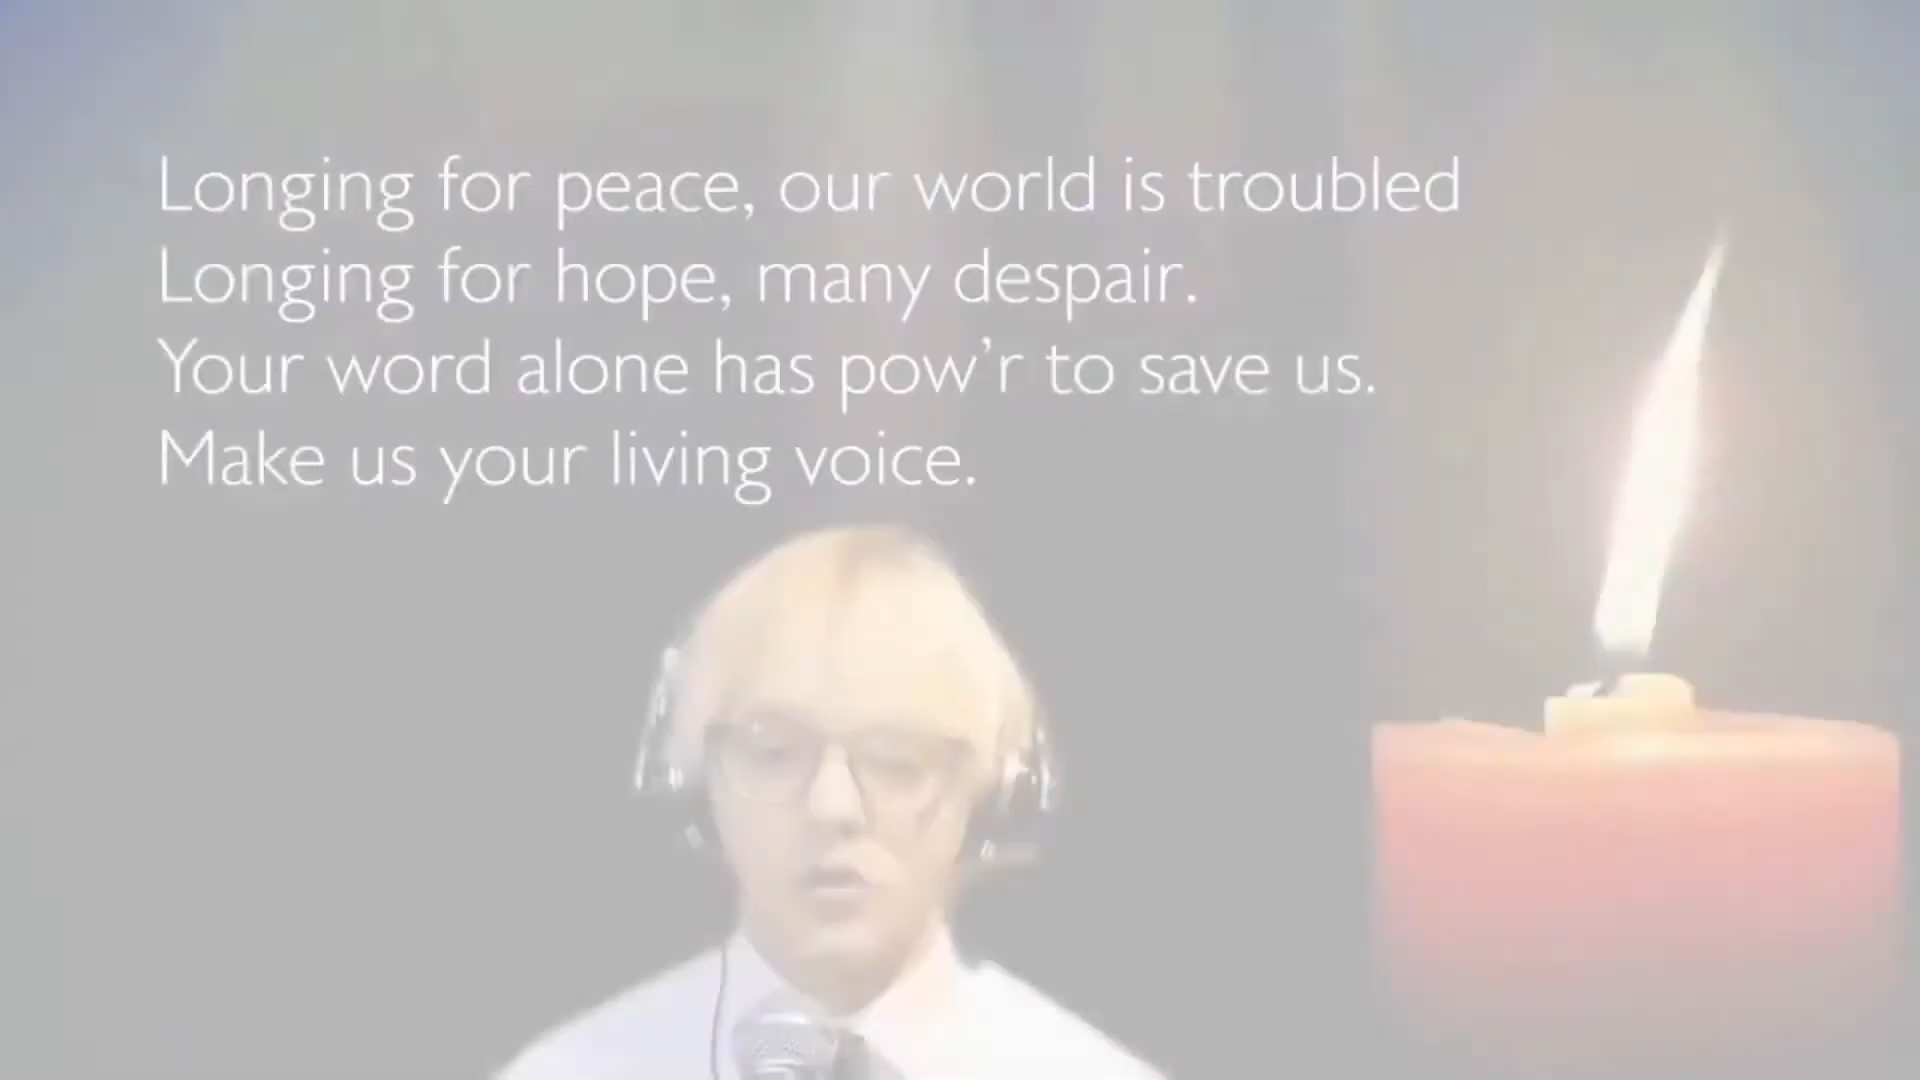 Longing for peace, our world is troubled
Longing for hope, many despair.
Your word alone has pow’r to save us.
Make us your living voice.